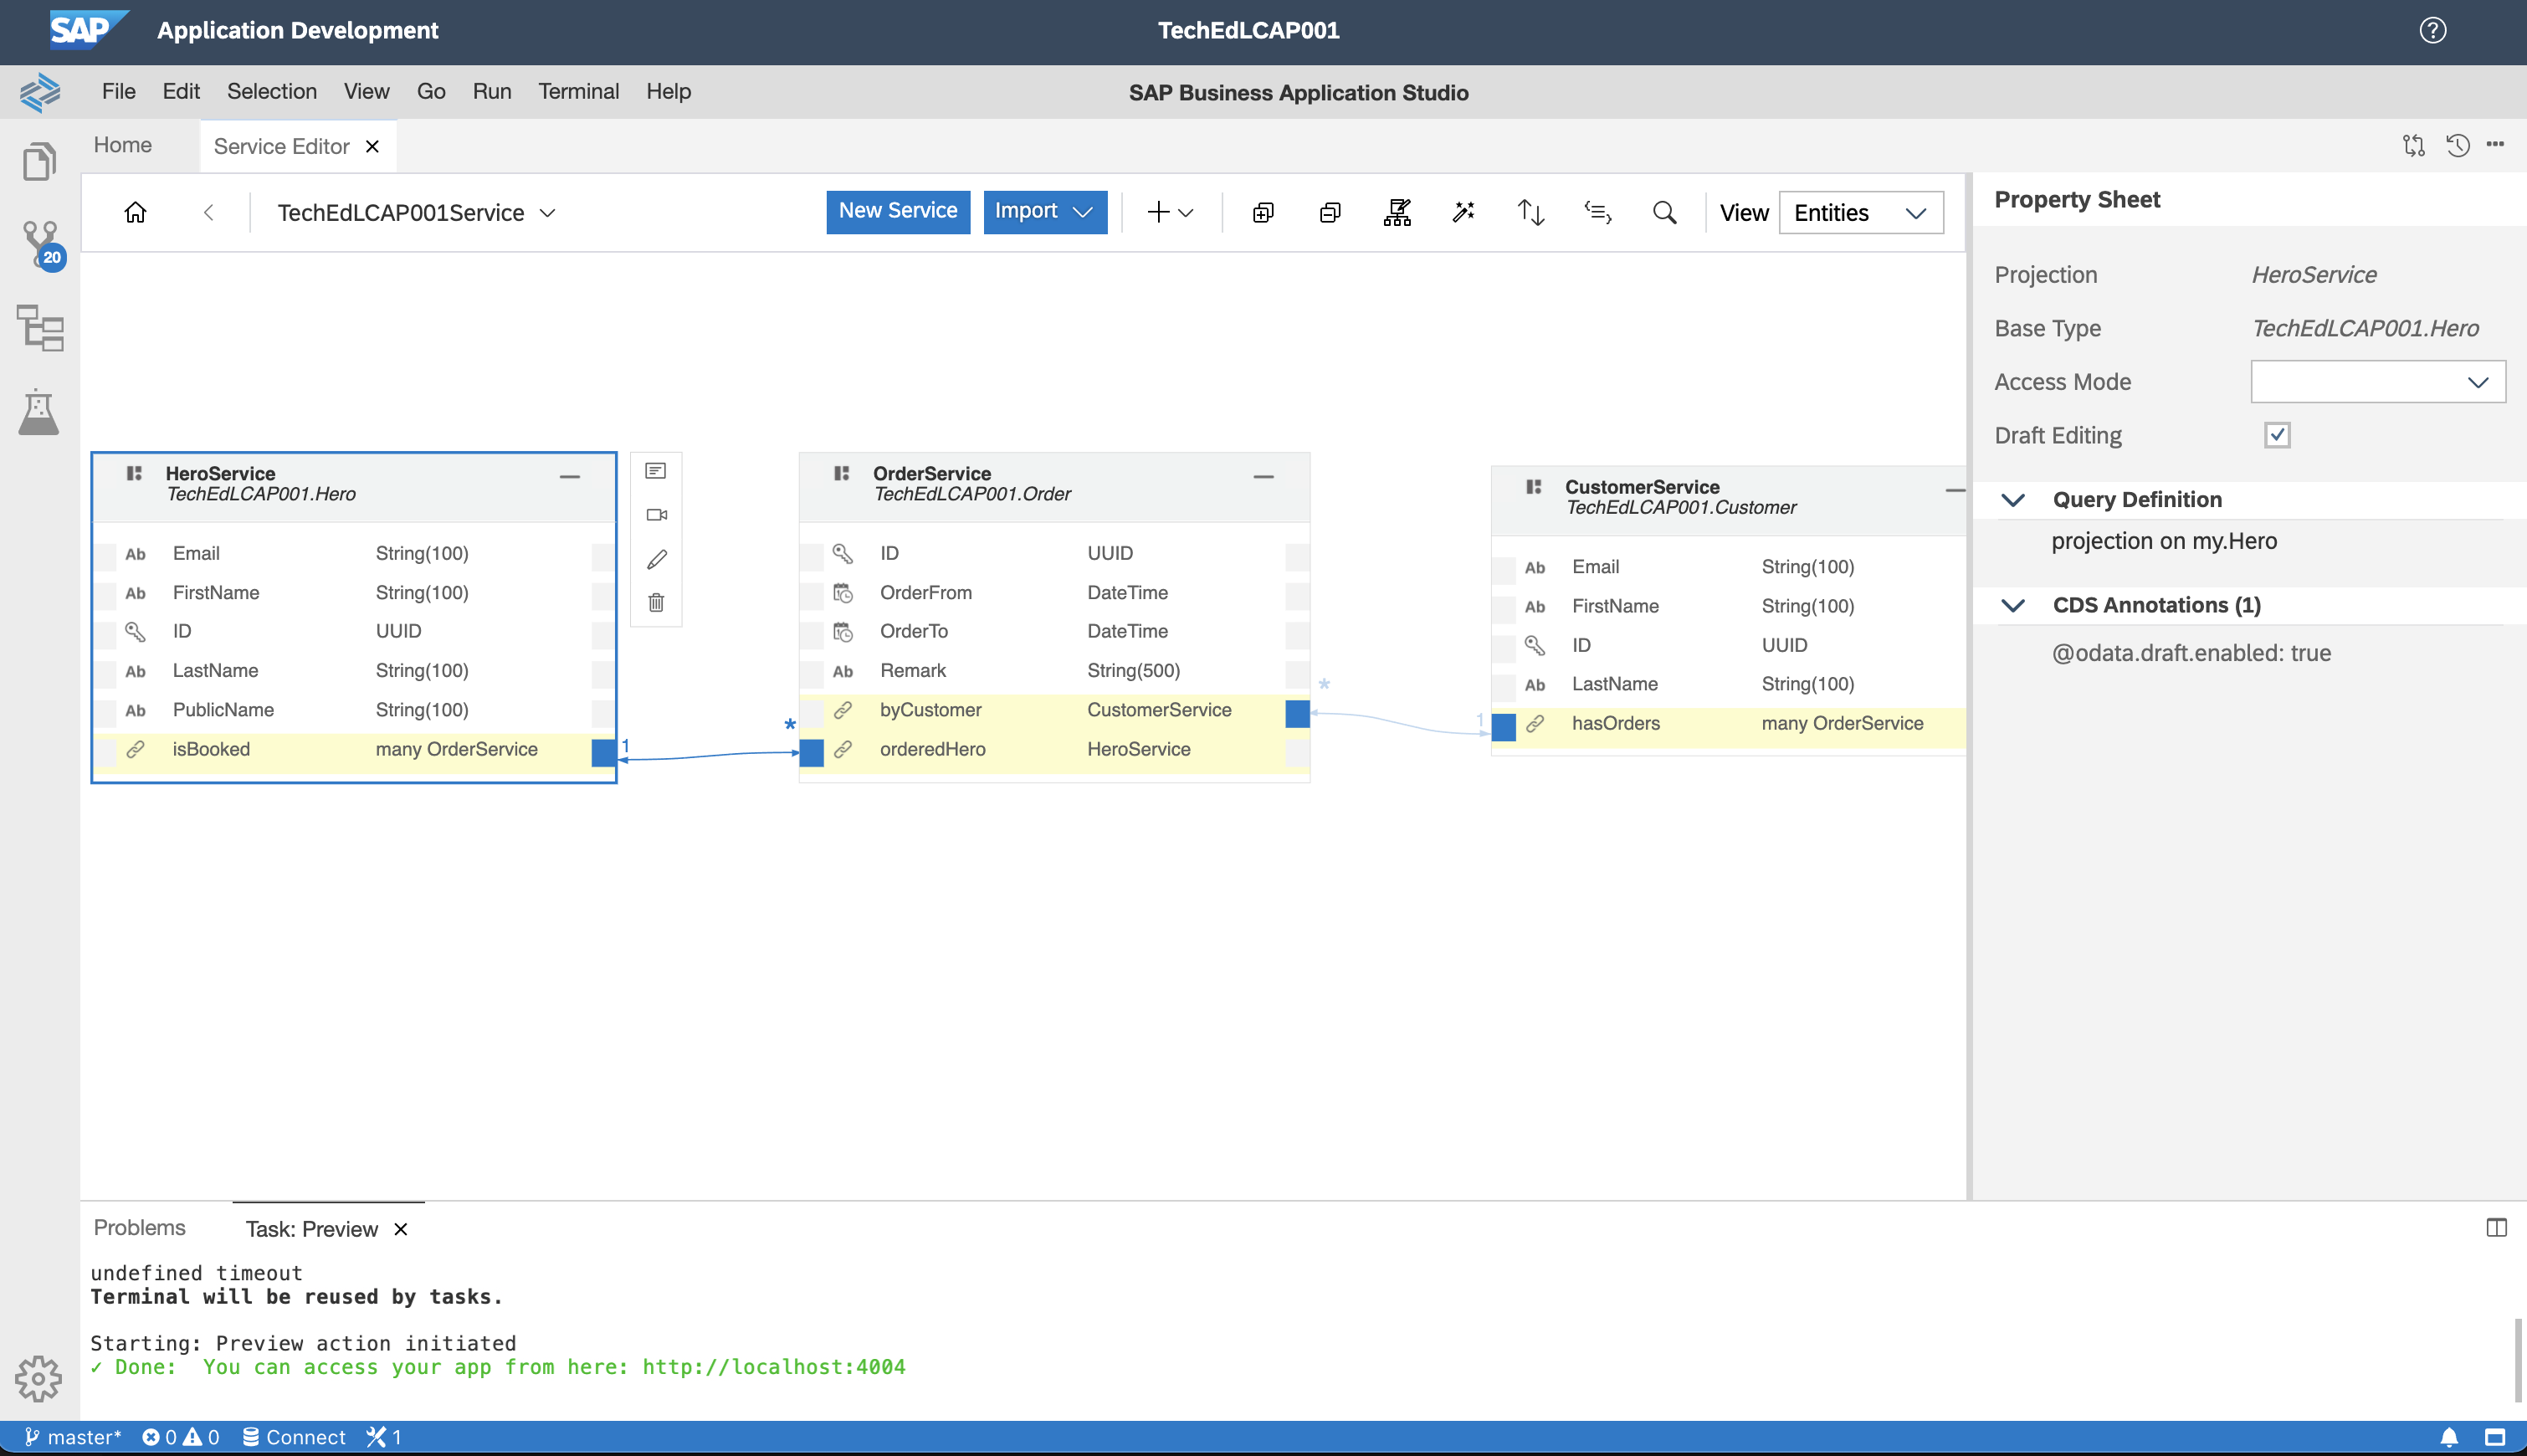 SAP Application Development TechEdLCAP001 ?
File Edit Selection View Go Run Terminal Help SAP Business Application Studio
Home Service Editor
TechEdLCAP001Service New Service Import View Entities
20
Property Sheet
Projection HeroService
Base Type TechEdLCAP001.Hero
Access Mode
Draft Editing
Query Definition
projection on my.Hero
CDS Annotations (1)
@odata.draft.enabled: true
HeroService
TechEdLCAP001.Hero
Ab Email String(100)
Ab FirstName String(100)
ID UUID
Ab LastName String(100)
Ab PublicName String(100)
isBooked many OrderService
1
*
OrderService
TechEdLCAP001.Order
ID UUID
OrderFrom DateTime
OrderTo DateTime
Ab Remark String(500)
byCustomer CustomerService
orderedHero HeroService
*
1
CustomerService
TechEdLCAP001.Customer
Ab Email String(100)
Ab FirstName String(100)
ID UUID
Ab LastName String(100)
hasOrders many OrderService
Problems Task: Preview
undefined timeout
Terminal will be reused by tasks.
Starting: Preview action initiated
✓ Done: You can access your app from here: http://localhost:4004
master* 0 0 Connect 1